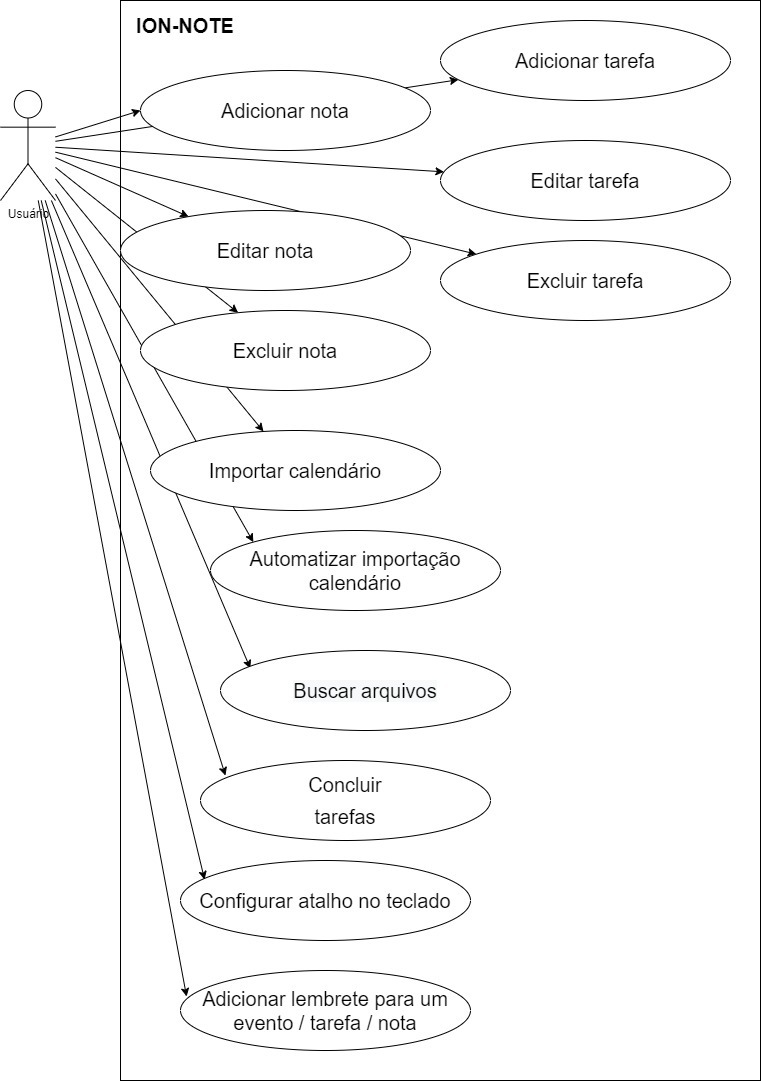 ION-NOTE
Adicionar tarefa
Adicionar nota
Editar tarefa
Usuário
Editar nota
Excluir tarefa
Excluir nota
Importar calendário
Automatizar importação
calendário
Buscar arquivos
Concluir
tarefas
Configurar atalho no teclado
Adicionar lembrete para um
evento / tarefa / nota